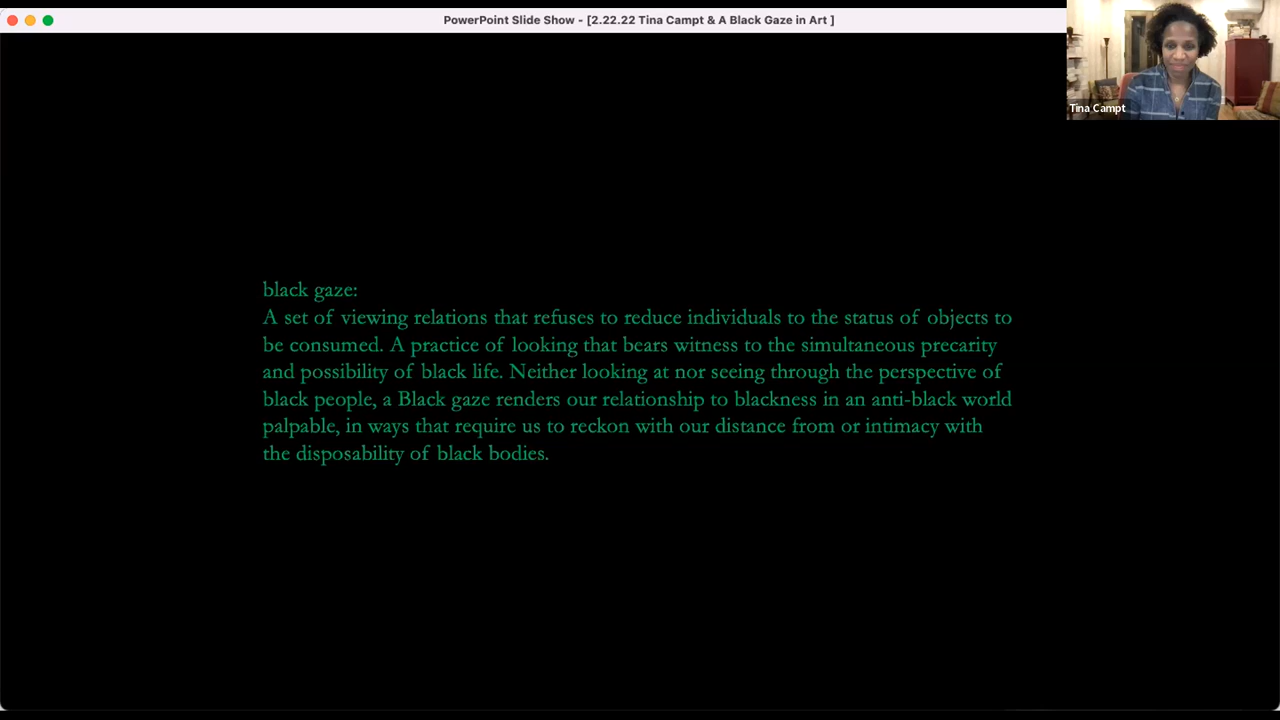 PowerPoint Slide Show - [2.22.22 Tina Campt & A Black Gaze in Art ]
Tina Campt
black gaze:
A set of viewing relations that refuses to reduce individuals to the status of objects to
be consumed. A practice of looking that bears witness to the simultaneous precarity
and possibility of black life. Neither looking at nor seeing through the perspective of
black people, a Black gaze renders our relationship to blackness in an anti-black world
palpable, in ways that require us to reckon with our distance from or intimacy with
the disposability of black bodies.